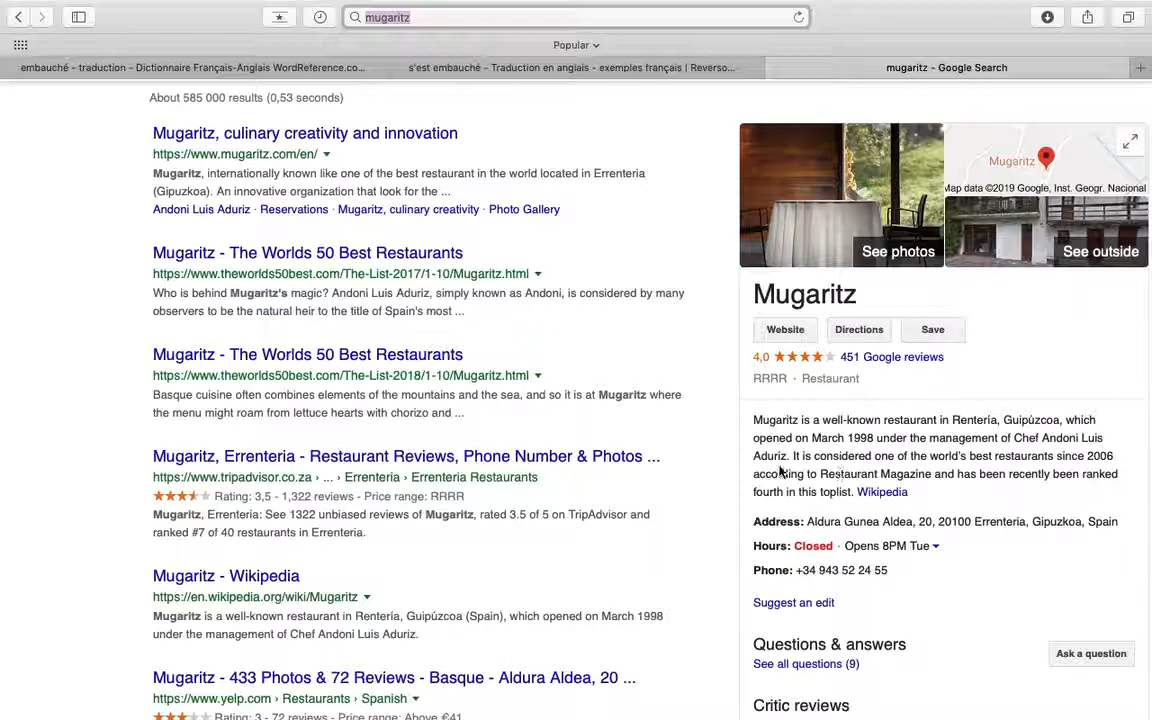 mugaritz
Popular
embauché – traduction – Dictionnaire Français-Anglais WordReference.co...
s'est embauché – Traduction en anglais - exemples français | Reverso...
mugaritz – Google Search
About 585 000 results (0,53 seconds)
Mugaritz, culinary creativity and innovation
https://www.mugaritz.com/en/
Mugaritz, internationally known like one of the best restaurant in the world located in Errenteria
(Gipuzkoa). An innovative organization that look for the ...
Andoni Luis Aduriz · Reservations · Mugaritz, culinary creativity · Photo Gallery
Mugaritz - The Worlds 50 Best Restaurants
https://www.theworlds50best.com/The-List-2017/1-10/Mugaritz.html
Who is behind Mugaritz's magic? Andoni Luis Aduriz, simply known as Andoni, is considered by many
observers to be the natural heir to the title of Spain's most ...
Mugaritz - The Worlds 50 Best Restaurants
https://www.theworlds50best.com/The-List-2018/1-10/Mugaritz.html
Basque cuisine often combines elements of the mountains and the sea, and so it is at Mugaritz where
the menu might roam from lettuce hearts with chorizo and ...
Mugaritz, Errenteria - Restaurant Reviews, Phone Number & Photos ...
https://www.tripadvisor.co.za › ... › Errenteria › Errenteria Restaurants
Rating: 3,5 - 1,322 reviews - Price range: RRRR
Mugaritz, Errenteria: See 1322 unbiased reviews of Mugaritz, rated 3.5 of 5 on TripAdvisor and
ranked #7 of 40 restaurants in Errenteria.
Mugaritz - Wikipedia
https://en.wikipedia.org/wiki/Mugaritz
Mugaritz is a well-known restaurant in Rentería, Guipúzcoa (Spain), which opened on March 1998
under the management of Chef Andoni Luis Aduriz.
Mugaritz - 433 Photos & 72 Reviews - Basque - Aldura Aldea, 20 ...
https://www.yelp.com › Restaurants › Spanish
Rating: 3 - 72 reviews - Price range: Above €41
Mugaritz
Map data ©2019 Google, Inst. Geogr. Nacional
See photos
See outside
Mugaritz
Website
Directions
Save
4,0 451 Google reviews
RRRR · Restaurant
Mugaritz is a well-known restaurant in Rentería, Guipúzcoa, which
opened on March 1998 under the management of Chef Andoni Luis
Aduriz. It is considered one of the world's best restaurants since 2006
according to Restaurant Magazine and has been recently been ranked
fourth in this toplist. Wikipedia
Address: Aldura Gunea Aldea, 20, 20100 Errenteria, Gipuzkoa, Spain
Hours: Closed · Opens 8PM Tue
Phone: +34 943 52 24 55
Suggest an edit
Questions & answers
See all questions (9)
Ask a question
Critic reviews